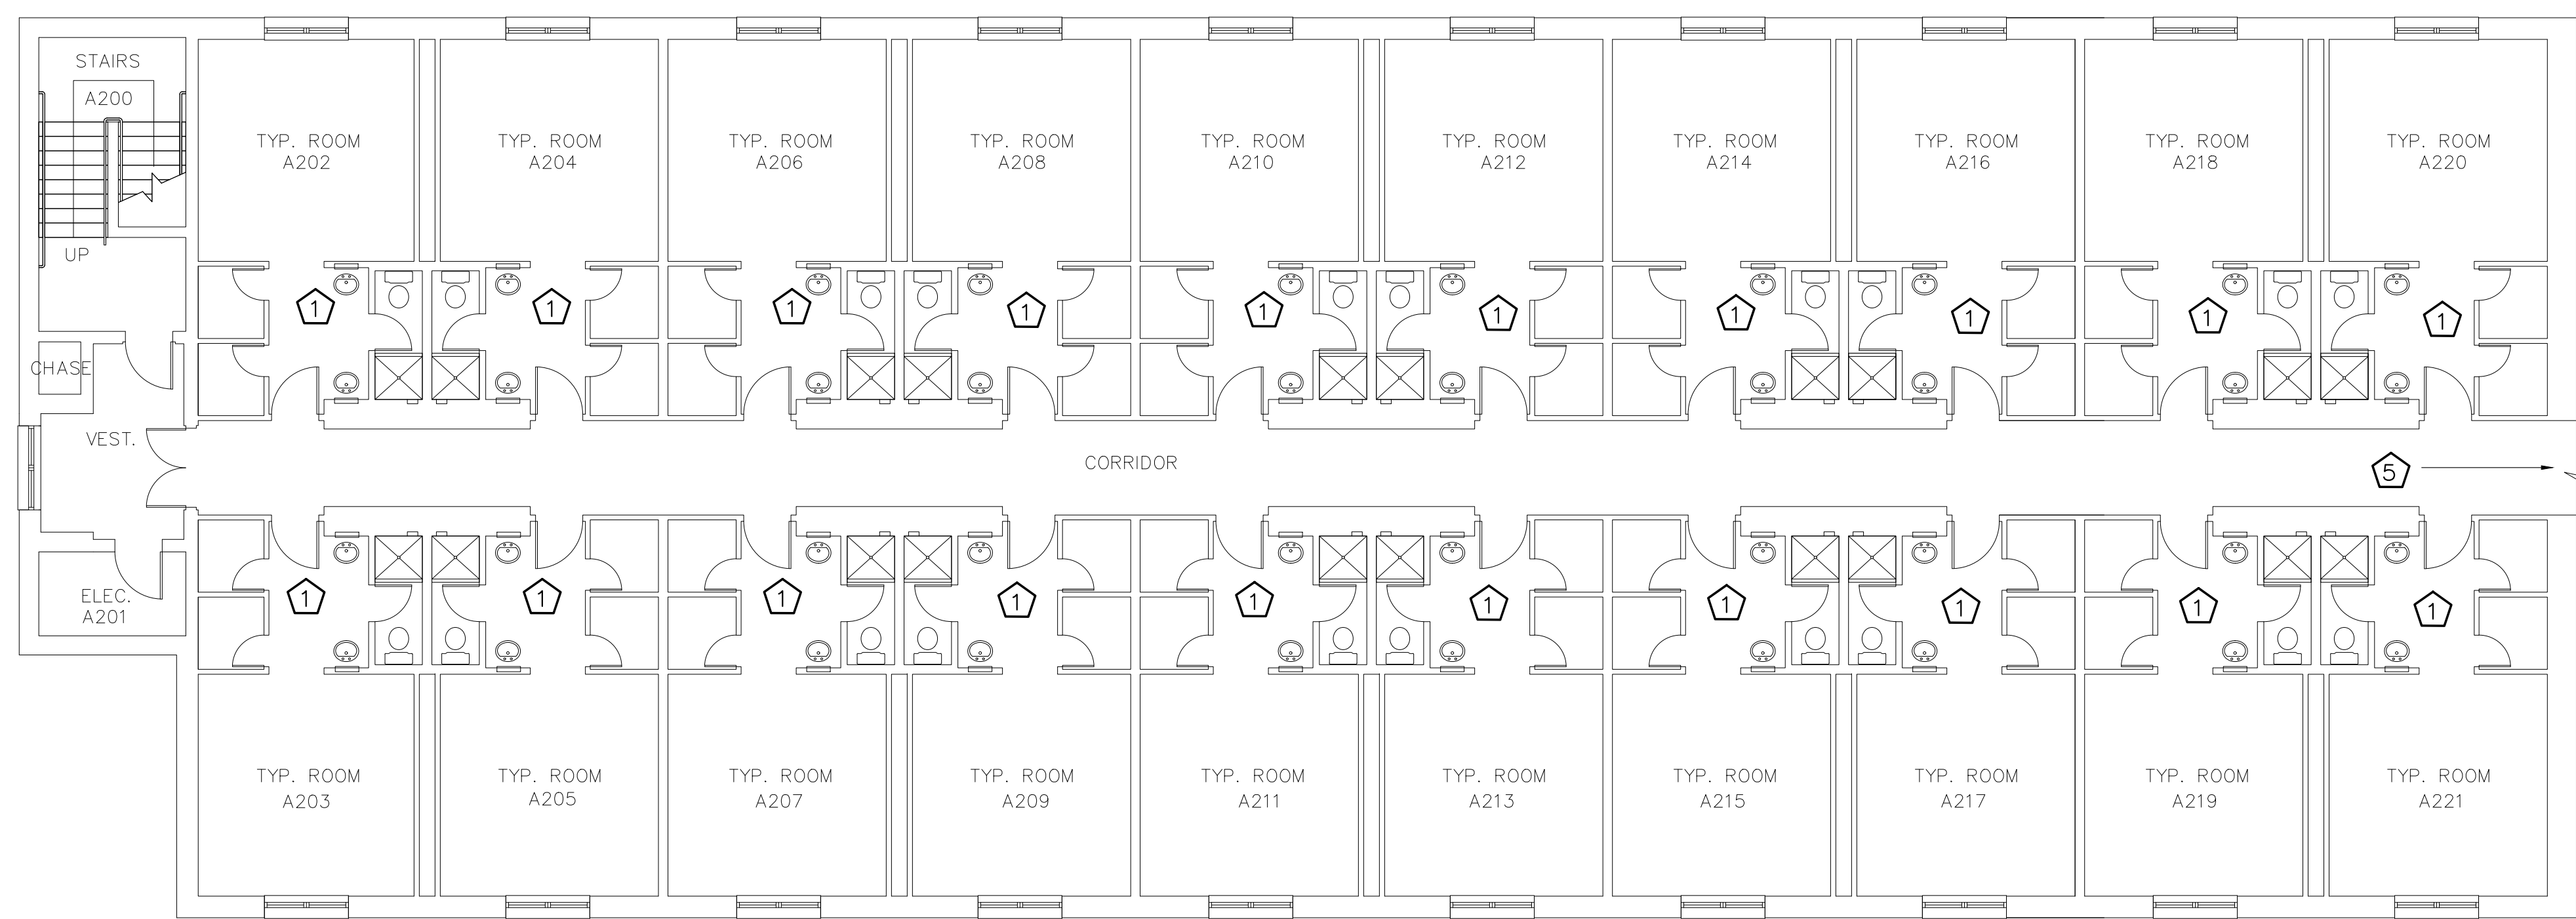 STAIRS
A200
UP
CHASE
VEST.
ELEC.
A201
TYP. ROOM
A202
TYP. ROOM
A204
TYP. ROOM
A206
TYP. ROOM
A208
TYP. ROOM
A210
TYP. ROOM
A212
TYP. ROOM
A214
TYP. ROOM
A216
TYP. ROOM
A218
TYP. ROOM
A220
1
1
1
1
1
1
1
1
1
1
CORRIDOR
5
1
1
1
1
1
1
1
1
1
1
TYP. ROOM
A203
TYP. ROOM
A205
TYP. ROOM
A207
TYP. ROOM
A209
TYP. ROOM
A211
TYP. ROOM
A213
TYP. ROOM
A215
TYP. ROOM
A217
TYP. ROOM
A219
TYP. ROOM
A221